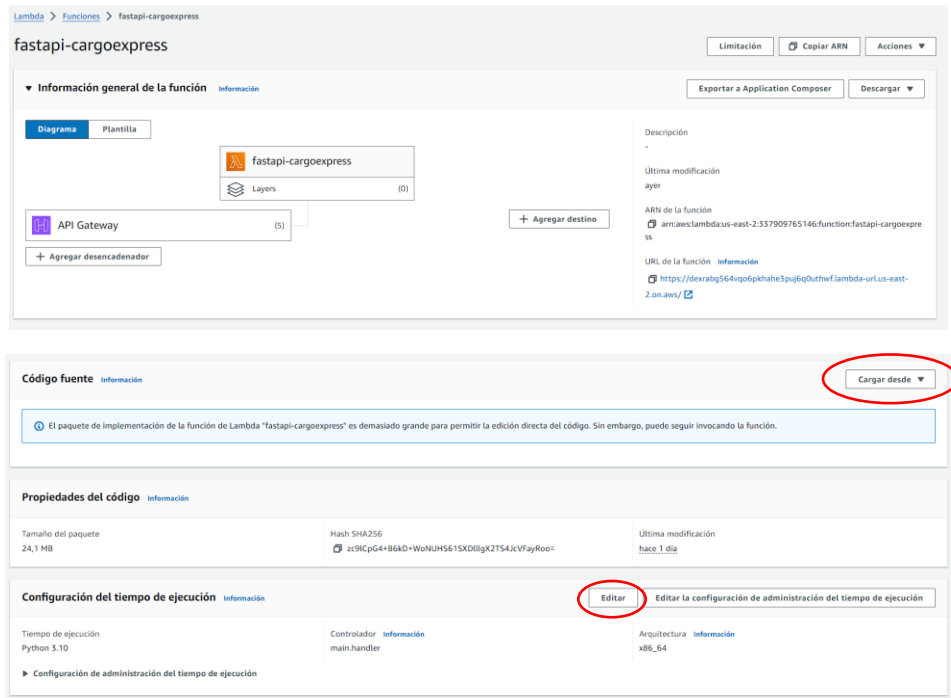 Lambda > Funciones > fastapi-cargoexpress
fastapi-cargoexpress
Limitación Copiar ARN Acciones
Información general de la función Información
Exportar a Application Composer Descargar
Diagrama Plantilla
fastapi-cargoexpress
Layers (0)
API Gateway (5)
+ Agregar desencadenador
+ Agregar destino
Descripción
-
Última modificación
ayer
ARN de la función
arn:aws:lambda:us-east-2:337909765146:function:fastapi-cargoexpre
ss
URL de la función Información
https://dexrabg564vqo6pkhahe3puj6q0uthwf.lambda-url.us-east-
2.on.aws/
Código fuente Información
Cargar desde
El paquete de implementación de la función de Lambda "fastapi-cargoexpress" es demasiado grande para permitir la edición directa del código. Sin embargo, puede seguir invocando la función.
Propiedades del código Información
Tamaño del paquete Hash SHA256 Última modificación
24,1 MB hace 1 día
Configuración del tiempo de ejecución Información
Editar Editar la configuración de administración del tiempo de ejecución
Tiempo de ejecución Controlador Información Arquitectura Información
Python 3.10 main.handler x86_64
Configuración de administración del tiempo de ejecución